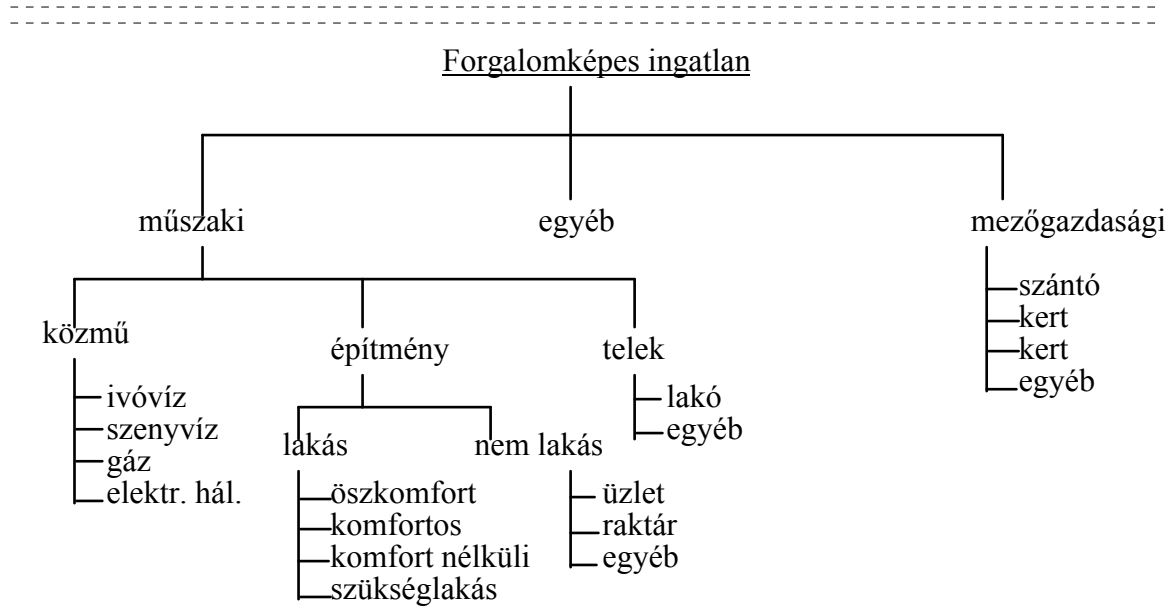 Forgalomképes ingatlan
műszaki
egyéb
mezőgazdasági
szántó
kert
kert
egyéb
közmű
ivóvíz
szenyvíz
gáz
elektr. hál.
építmény
lakás
öszkomfort
komfortos
komfort nélküli
szükséglakás
nem lakás
üzlet
raktár
egyéb
telek
lakó
egyéb